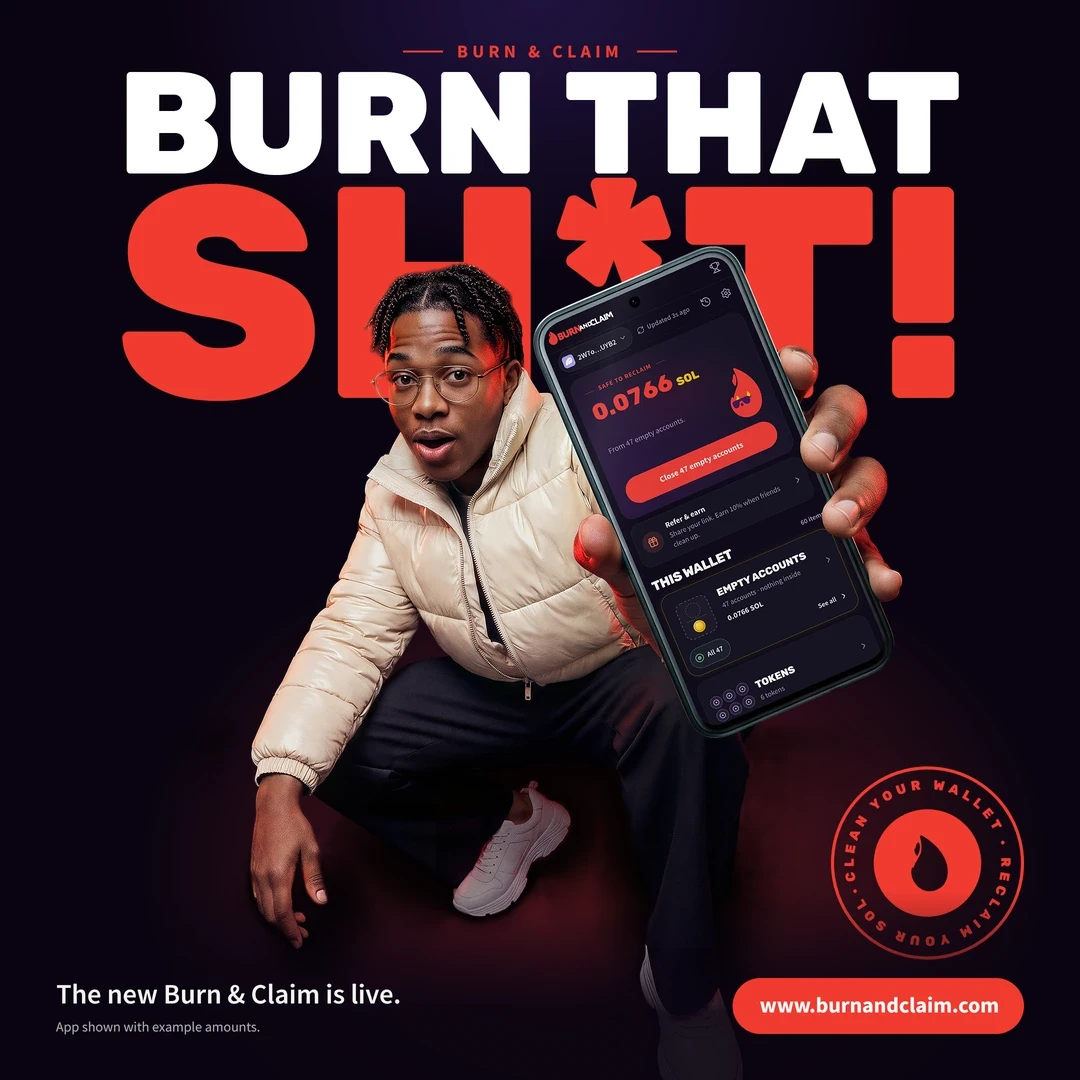 BURN & CLAIM
BURN THAT
SH*T!
BURNANDCLAIM
2W7o...UYB2
Updated 3s ago
SAFE TO RECLAIM
0.0766 SOL
From 47 empty accounts.
Close 47 empty accounts
Refer & earn
Share your link. Earn 10% when friends
clean up.
THIS WALLET
60 items
EMPTY ACCOUNTS
47 accounts · nothing inside
0.0766 SOL
See all
All 47
TOKENS
6 tokens
CLEAN YOUR WALLET · RECLAIM YOUR SOL ·
The new Burn & Claim is live.
App shown with example amounts.
www.burnandclaim.com